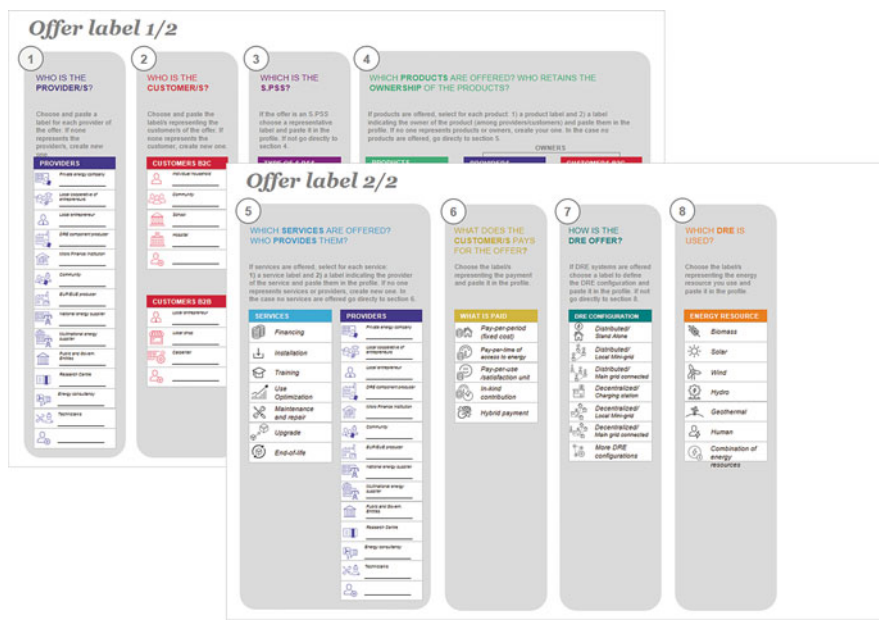 Offer label 1/2
1
WHO IS THE
PROVIDER/S?
Choose and paste a
label for each provider of
the offer. If none
represents the
provider/s, create new
one
PROVIDERS
Private energy company
Local cooperative of
entrepreneurs
Local entrepreneur
DRE component producer
Micro Finance Institution
Community
National energy supplier
Multinational energy
supplier
Public and Govern.
Entities
Research Centre
Energy consultancy
Technicians
2
WHO IS THE
CUSTOMER/S?
Choose and paste the
label/s representing the
customer/s of the offer. If
none represents the
customer, create new one
CUSTOMERS B2C
Individual household
Community
School
Hospital
CUSTOMERS B2B
Local entrepreneur
Local shop
3
WHICH IS THE
S.PSS?
If the offer is an S.PSS
choose a representative
label and paste it in the
profile. If not go directly to
section 4.
4
WHICH PRODUCTS ARE OFFERED? WHO RETAINS THE
OWNERSHIP OF THE PRODUCTS?
If products are offered, select for each product: 1) a product label and 2) a label
indicating the owner of the product (among providers/customers) and paste them in the
profile. If no one represents products or owners, create your one. In the case no
products are offered, go directly to section 5.
OWNERS
PRODUCTS
PROVIDERS
CUSTOMERS B2C
Offer label 2/2
5
WHICH SERVICES ARE OFFERED?
WHO PROVIDES THEM?
If services are offered, select for each service:
1) a service label and 2) a label indicating the provider
of the service and paste them in the profile. If no one
represents services or providers, create new one. In
the case no services are offered go directly to section 6.
SERVICES
Financing
Installation
Training
Use
Optimization
Maintenance
and repair
Upgrade
End-of-life
PROVIDERS
Private energy company
Local cooperative of
entrepreneurs
Local entrepreneur
DRE component producer
Micro Finance Institution
Community
National energy supplier
Multinational energy
supplier
Public and Govern.
Entities
Research Centre
Energy consultancy
Technicians
6
WHAT DOES THE
CUSTOMER/S PAYS
FOR THE OFFER?
Choose the label/s
representing the payment
and paste it in the profile.
WHAT IS PAID
Pay-per-period
(fixed cost)
Pay-per-time of
access to energy
Pay-per-use
/satisfaction unit
In-kind
contribution
Hybrid payment
7
HOW IS THE
DRE OFFER?
If DRE systems are offered
choose a label to define
the DRE configuration and
paste it in the profile. If not
go directly to section 8.
DRE CONFIGURATION
Distributed/
Stand Alone
Distributed/
Local Mini-grid
Distributed/
Main grid connected
Decentralized/
Charging station
Decentralized/
Local Mini-grid
Decentralized/
Main grid connected
More DRE
configurations
8
WHICH DRE IS
USED?
Choose the label/s
representing the energy
resource you use and
paste it in the profile
ENERGY RESOURCE
Biomass
Solar
Wind
Hydro
Geothermal
Human
Combination of
energy
resources